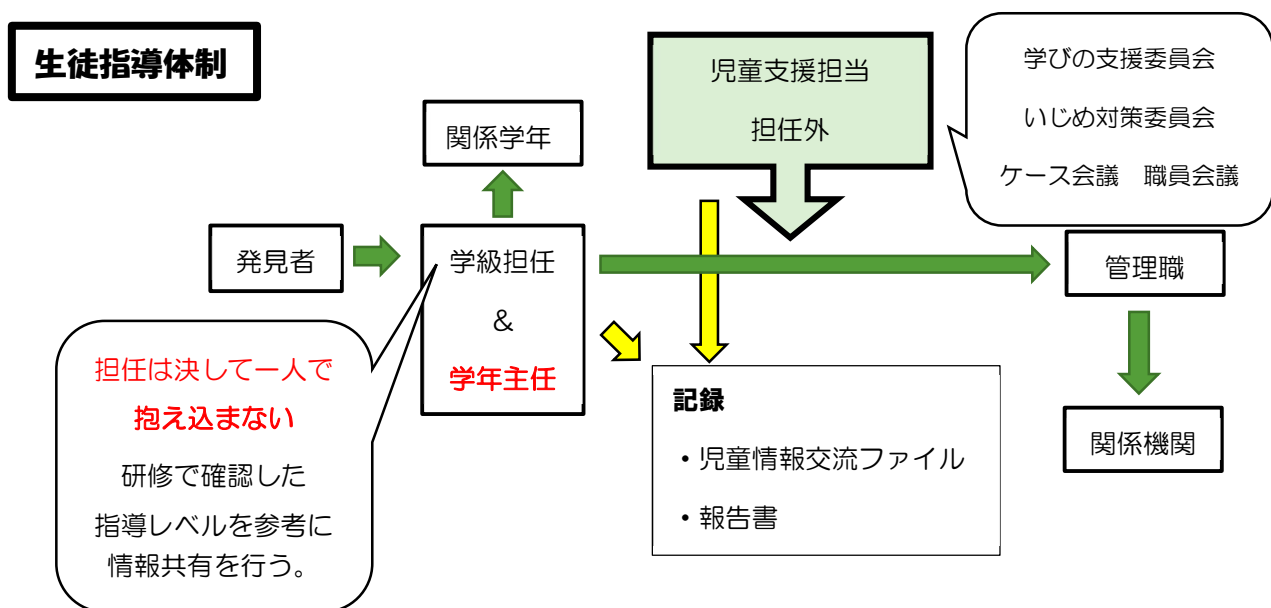 生徒指導体制
児童支援担当
担任外
学びの支援委員会
いじめ対策委員会
ケース会議　職員会議
関係学年
発見者
学級担任
&
学年主任
管理職
担任は決して一人で
抱え込まない
研修で確認した
指導レベルを参考に
情報共有を行う。
記録
・児童情報交流ファイル
・報告書
関係機関